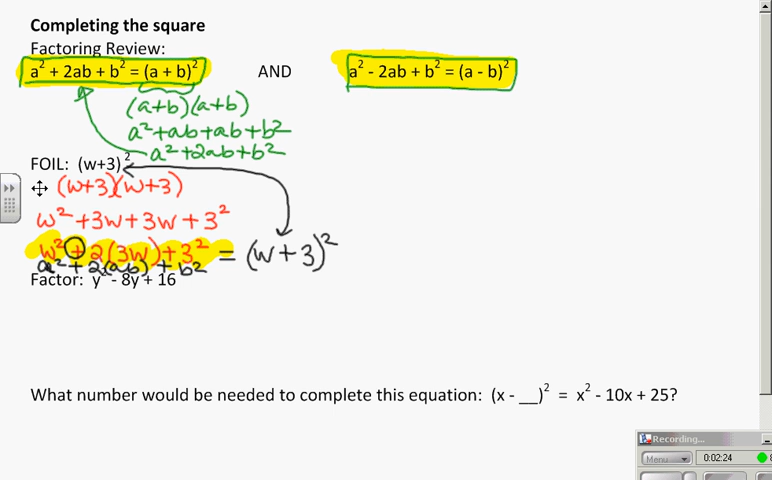 Completing the square
Factoring Review:
a² + 2ab + b² = (a + b)² AND a² - 2ab + b² = (a - b)²
(a+b)(a+b)
a²+ab+ab+b²
a²+2ab+b²
FOIL: (w+3)²
(w+3)(w+3)
w²+3w+3w+3²
w²+2(3w)+3² = (w+3)²
a²+2(ab)+b²
Factor: y² - 8y + 16
What number would be needed to complete this equation: (x - __)² = x² - 10x + 25?
Recording...
Menu 0:02:24